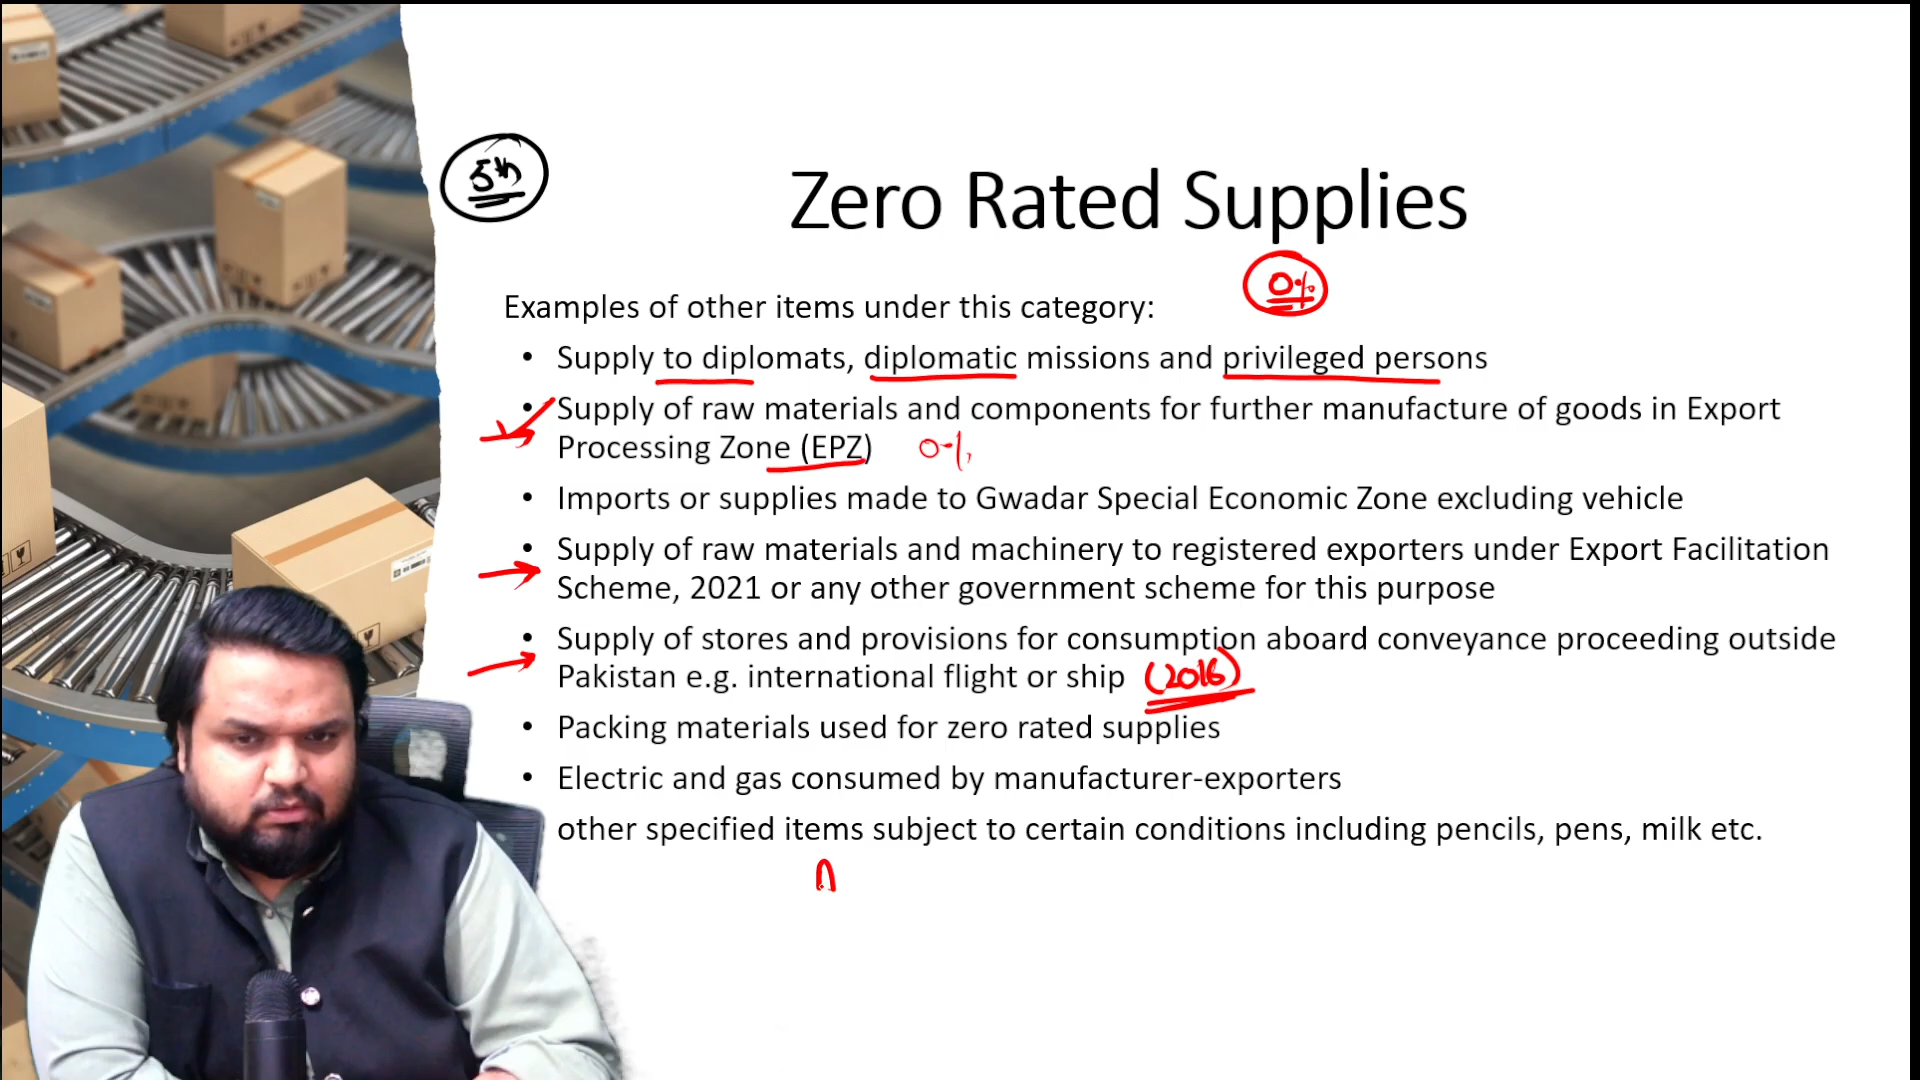 5th
Zero Rated Supplies
0%
Examples of other items under this category:
• Supply to diplomats, diplomatic missions and privileged persons
• Supply of raw materials and components for further manufacture of goods in Export
Processing Zone (EPZ) 0%
• Imports or supplies made to Gwadar Special Economic Zone excluding vehicle
• Supply of raw materials and machinery to registered exporters under Export Facilitation
Scheme, 2021 or any other government scheme for this purpose
• Supply of stores and provisions for consumption aboard conveyance proceeding outside
Pakistan e.g. international flight or ship (2016)
• Packing materials used for zero rated supplies
• Electric and gas consumed by manufacturer-exporters
other specified items subject to certain conditions including pencils, pens, milk etc.